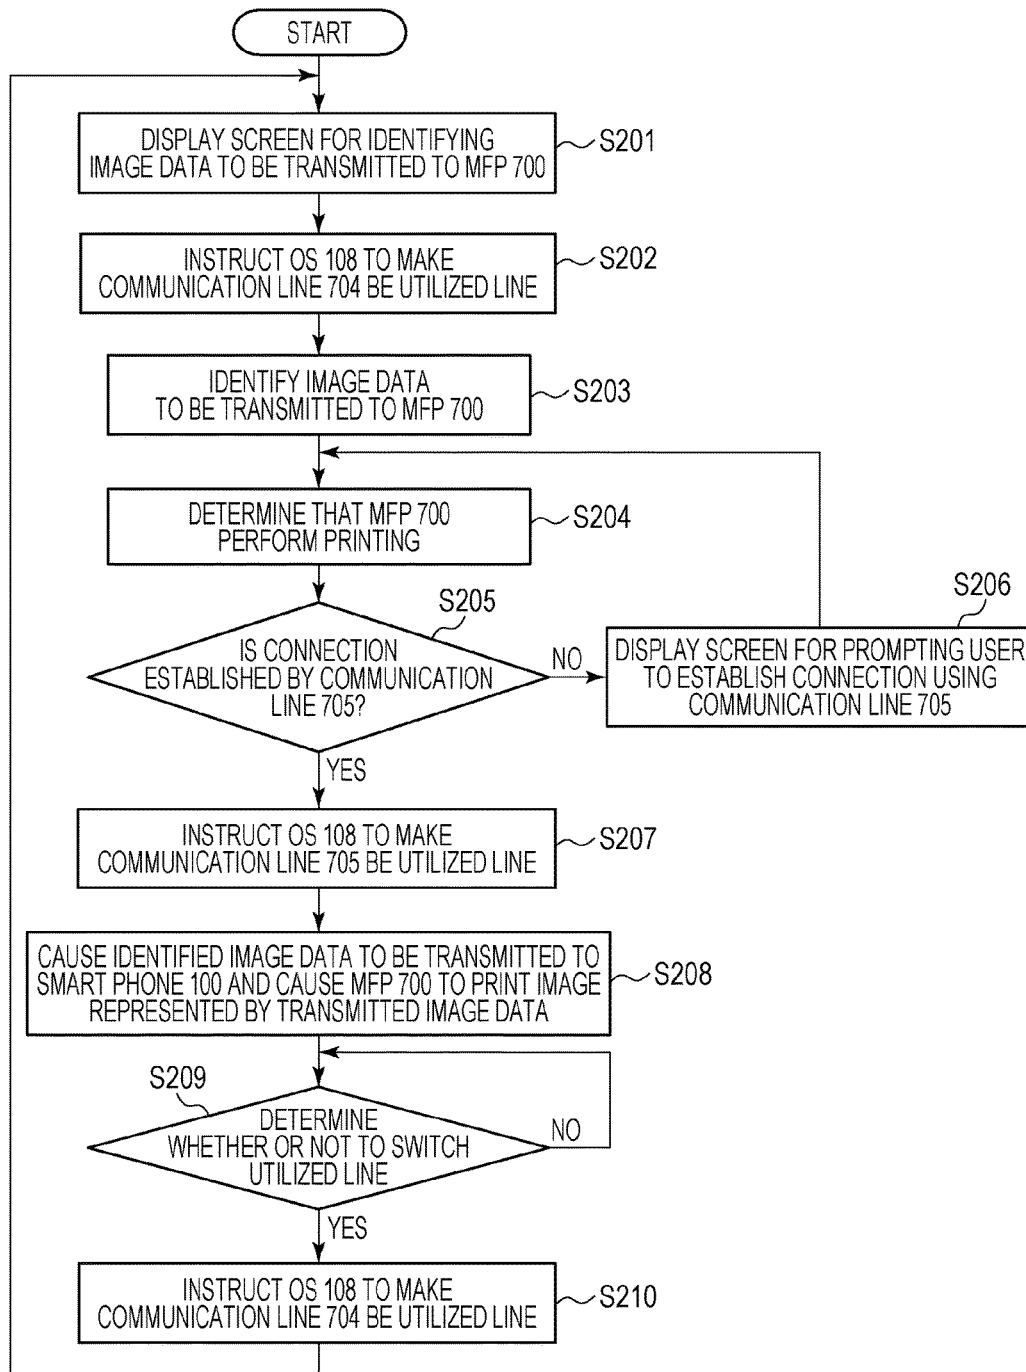 START
DISPLAY SCREEN FOR IDENTIFYING
IMAGE DATA TO BE TRANSMITTED TO MFP 700
S201
INSTRUCT OS 108 TO MAKE
COMMUNICATION LINE 704 BE UTILIZED LINE
S202
IDENTIFY IMAGE DATA
TO BE TRANSMITTED TO MFP 700
S203
DETERMINE THAT MFP 700
PERFORM PRINTING
S204
S205
IS CONNECTION
ESTABLISHED BY COMMUNICATION
LINE 705?
NO
S206
DISPLAY SCREEN FOR PROMPTING USER
TO ESTABLISH CONNECTION USING
COMMUNICATION LINE 705
YES
INSTRUCT OS 108 TO MAKE
COMMUNICATION LINE 705 BE UTILIZED LINE
S207
CAUSE IDENTIFIED IMAGE DATA TO BE TRANSMITTED TO
SMART PHONE 100 AND CAUSE MFP 700 TO PRINT IMAGE
REPRESENTED BY TRANSMITTED IMAGE DATA
S208
S209
DETERMINE
WHETHER OR NOT TO SWITCH
UTILIZED LINE
NO
YES
INSTRUCT OS 108 TO MAKE
COMMUNICATION LINE 704 BE UTILIZED LINE
S210